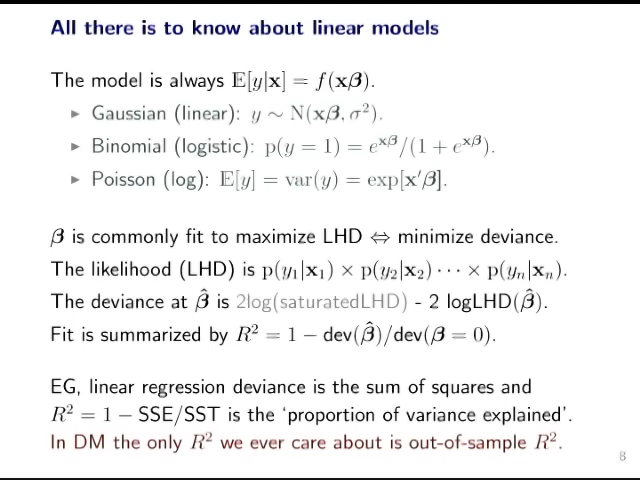 All there is to know about linear models
The model is always 𝔼[y|x] = f(xβ).
▸ Gaussian (linear): y ∼ N(xβ, σ²).
▸ Binomial (logistic): p(y = 1) = e^{xβ}/(1 + e^{xβ}).
▸ Poisson (log): 𝔼[y] = var(y) = exp[x′β].
β is commonly fit to maximize LHD ⇔ minimize deviance.
The likelihood (LHD) is p(y₁|x₁) × p(y₂|x₂) ⋯ × p(yₙ|xₙ).
The deviance at β̂ is 2log(saturatedLHD) - 2 logLHD(β̂).
Fit is summarized by R² = 1 − dev(β̂)/dev(β = 0).
EG, linear regression deviance is the sum of squares and
R² = 1 − SSE/SST is the ‘proportion of variance explained’.
In DM the only R² we ever care about is out-of-sample R².
8